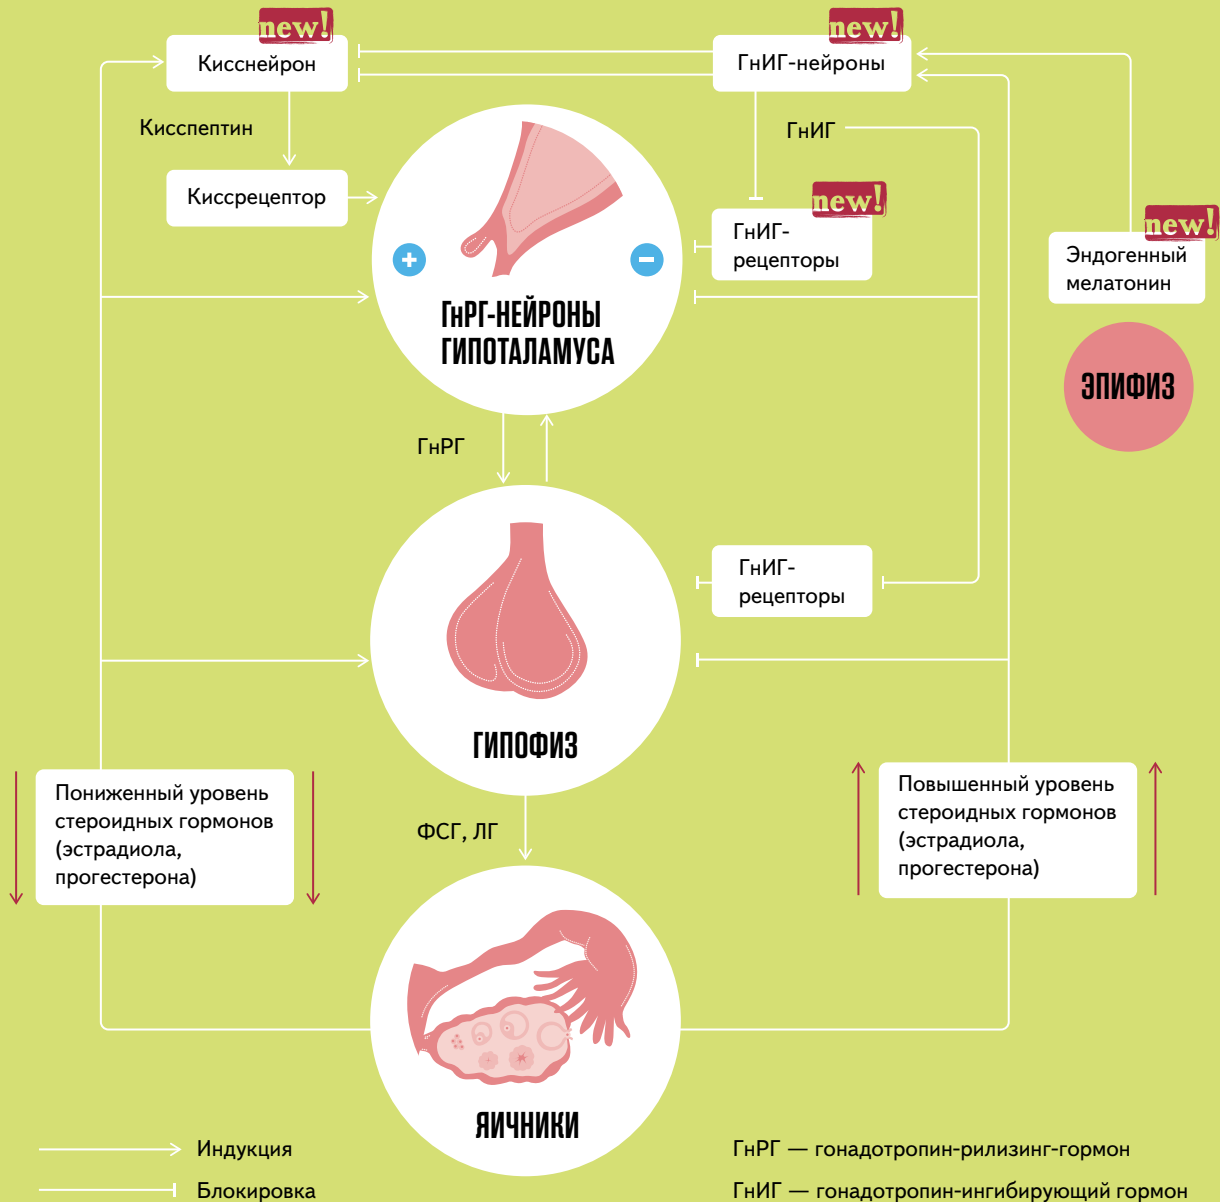 new!
Кисснейрон
new!
ГнИГ-нейроны
Кисспептин
ГнИГ
Киссрецептор
new!
ГнИГ-
рецепторы
new!
Эндогенный
мелатонин
+
−
ГнРГ-НЕЙРОНЫ
ГИПОТАЛАМУСА
ЭПИФИЗ
ГнРГ
ГнИГ-
рецепторы
ГИПОФИЗ
Пониженный уровень
стероидных гормонов
(эстрадиола,
прогестерона)
Повышенный уровень
стероидных гормонов
(эстрадиола,
прогестерона)
ФСГ, ЛГ
ЯИЧНИКИ
Индукция
Блокировка
ГнРГ — гонадотропин-рилизинг-гормон
ГнИГ — гонадотропин-ингибирующий гормон